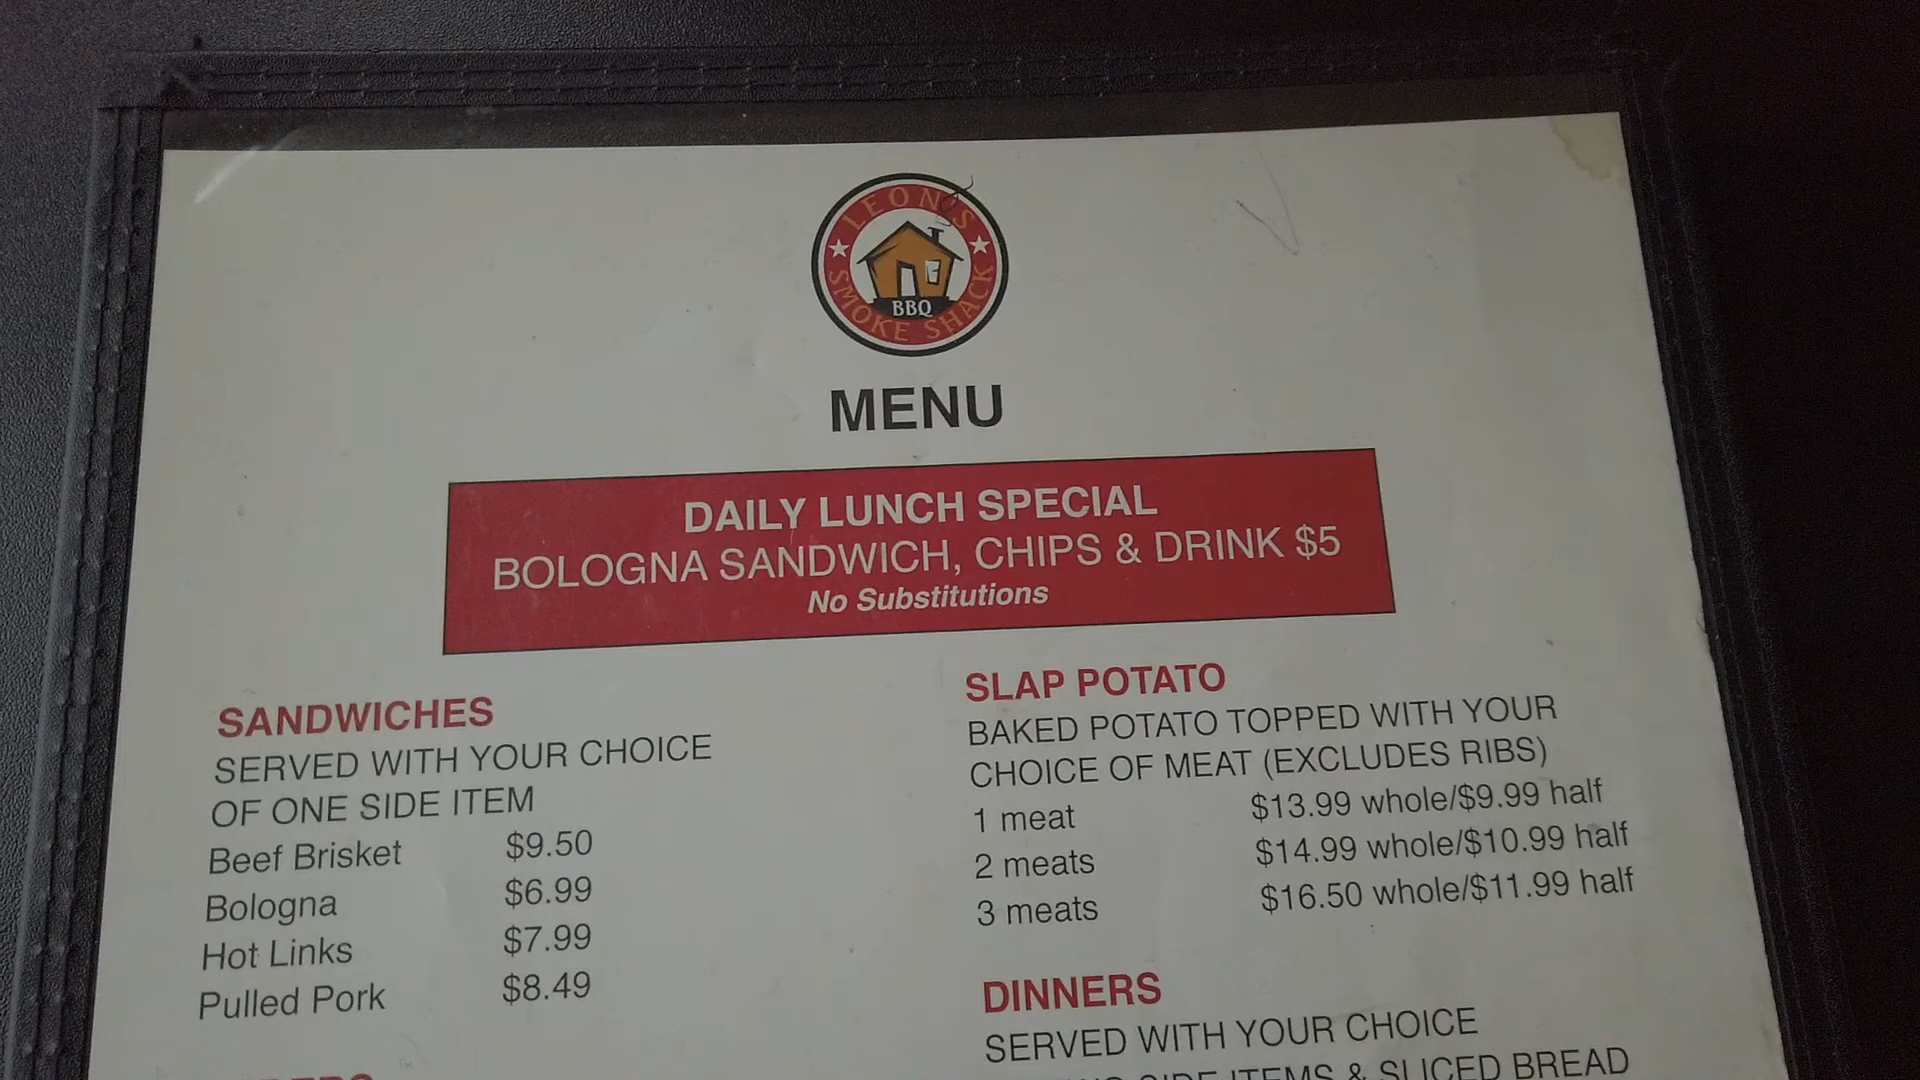 LEON'S
SMOKE SHACK
BBQ
MENU
DAILY LUNCH SPECIAL
BOLOGNA SANDWICH, CHIPS & DRINK $5
No Substitutions
SANDWICHES
SERVED WITH YOUR CHOICE
OF ONE SIDE ITEM
Beef Brisket $9.50
Bologna $6.99
Hot Links $7.99
Pulled Pork $8.49
SLAP POTATO
BAKED POTATO TOPPED WITH YOUR
CHOICE OF MEAT (EXCLUDES RIBS)
1 meat $13.99 whole/$9.99 half
2 meats $14.99 whole/$10.99 half
3 meats $16.50 whole/$11.99 half
DINNERS
SERVED WITH YOUR CHOICE
SIDE ITEMS & SLICED BREAD